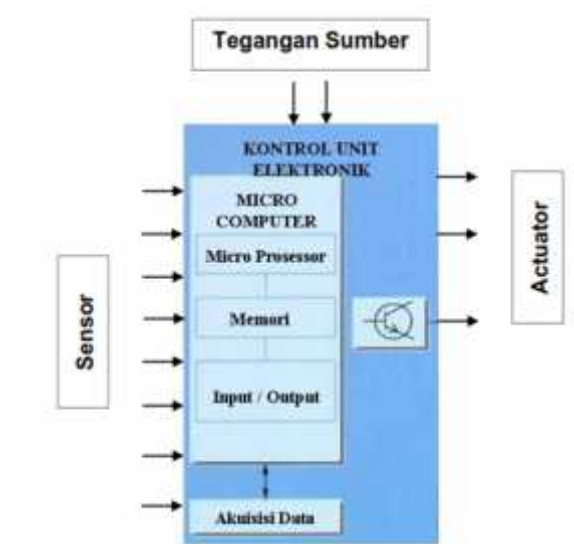 Tegangan Sumber
KONTROL UNIT
ELEKTRONIK
MICRO
COMPUTER
Micro Prosessor
Memori
Input / Output
Akuisisi Data
Sensor
Actuator